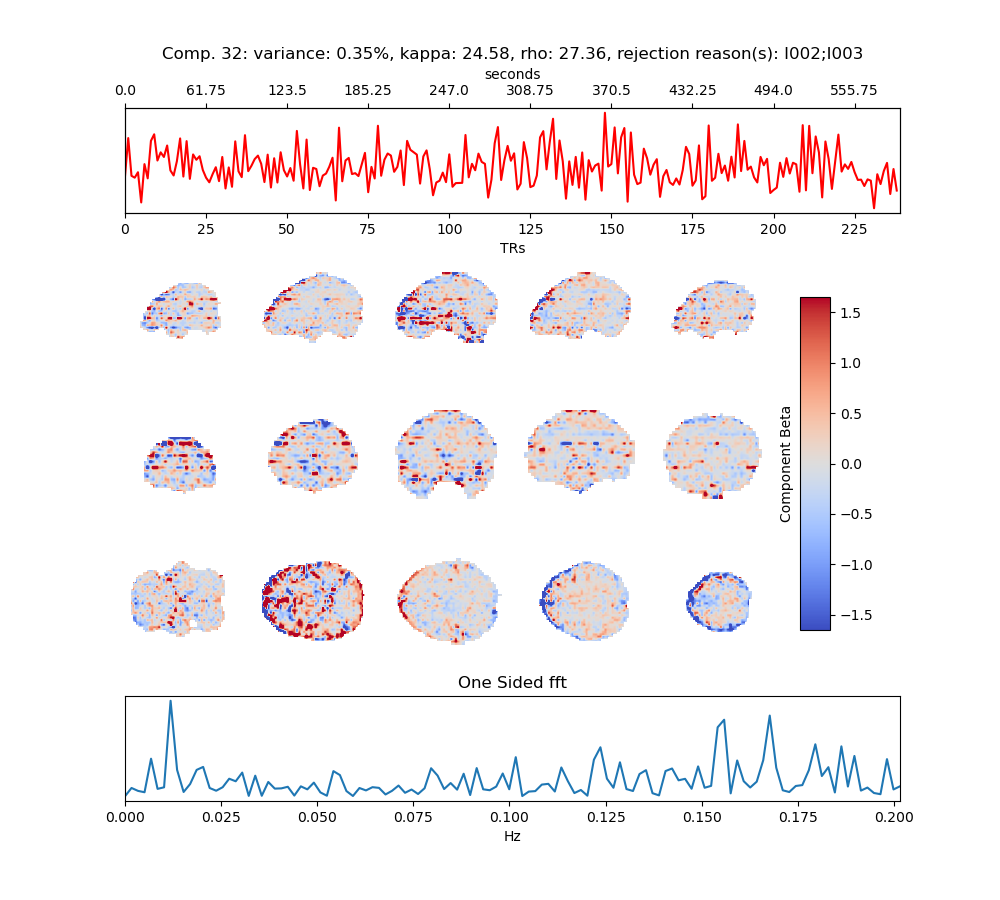 Comp. 32: variance: 0.35%, kappa: 24.58, rho: 27.36, rejection reason(s): I002;I003
seconds
0.0 61.75 123.5 185.25 247.0 308.75 370.5 432.25 494.0 555.75
0 25 50 75 100 125 150 175 200 225
TRs
1.5
1.0
0.5
0.0
−0.5
−1.0
−1.5
Component Beta
One Sided fft
0.000 0.025 0.050 0.075 0.100 0.125 0.150 0.175 0.200
Hz